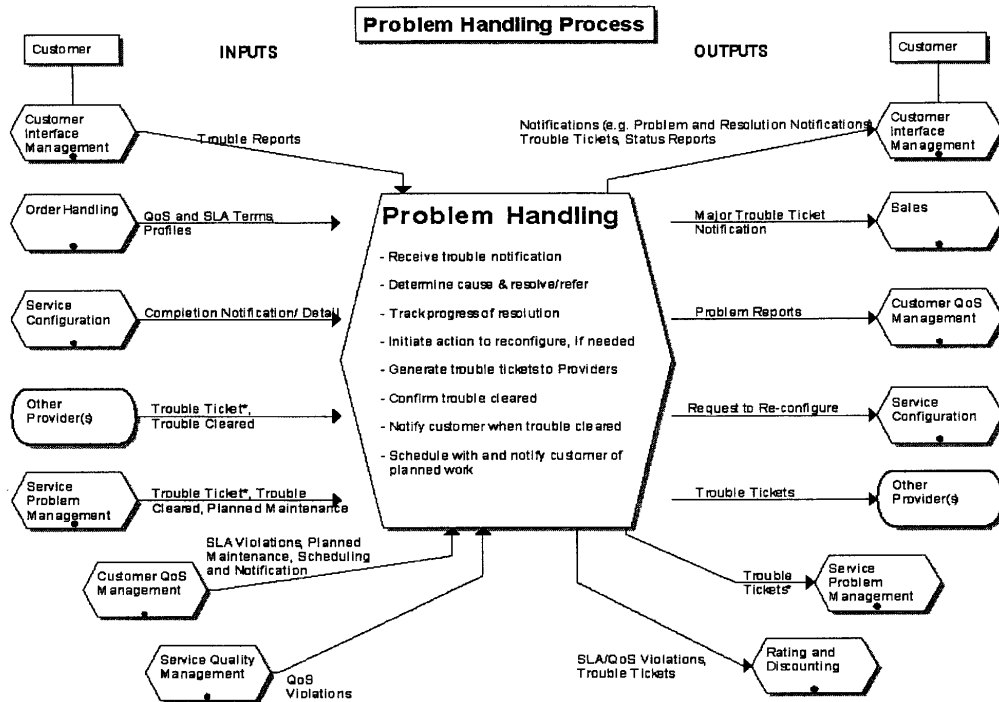 Problem Handling Process
INPUTS
OUTPUTS
Customer
Customer
Interface
Management
Trouble Reports
Order Handling
QoS and SLA Terms
Profiles
Service
Configuration
Completion Notification/ Detail
Other
Provider(s)
Trouble Ticket*,
Trouble Cleared
Service
Problem
Management
Trouble Ticket*, Trouble
Cleared, Planned Maintenance
SLA Violations, Planned
Maintenance, Scheduling
and Notification
Customer QoS
Management
Service Quality
Management
QoS
Violations
Problem Handling
- Receive trouble notification
- Determine cause & resolve/refer
- Track progress of resolution
- Initiate action to reconfigure, if needed
- Generate trouble tickets to Providers
- Confirm trouble cleared
- Notify customer when trouble cleared
- Schedule with and notify customer of
planned work
Customer
Notifications (e.g. Problem and Resolution Notifications)
Trouble Tickets, Status Reports
Customer
Interface
Management
Major Trouble Ticket
Notification
Sales
Problem Reports
Customer QoS
Management
Request to Re-configure
Service
Configuration
Trouble Tickets
Other
Provider(s)
Trouble
Tickets*
Service
Problem
Management
SLA/QoS Violations,
Trouble Tickets
Rating and
Discounting